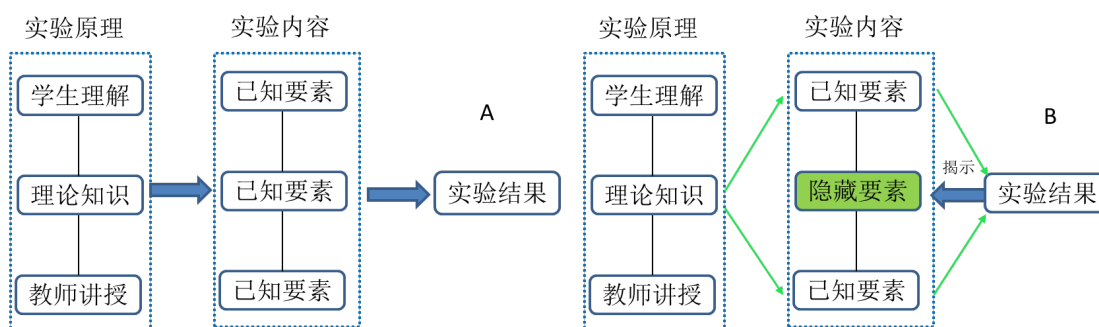 实验原理
学生理解
理论知识
教师讲授
实验内容
已知要素
已知要素
已知要素
A
实验结果
实验原理
学生理解
理论知识
教师讲授
实验内容
已知要素
隐藏要素
已知要素
B
揭示
实验结果